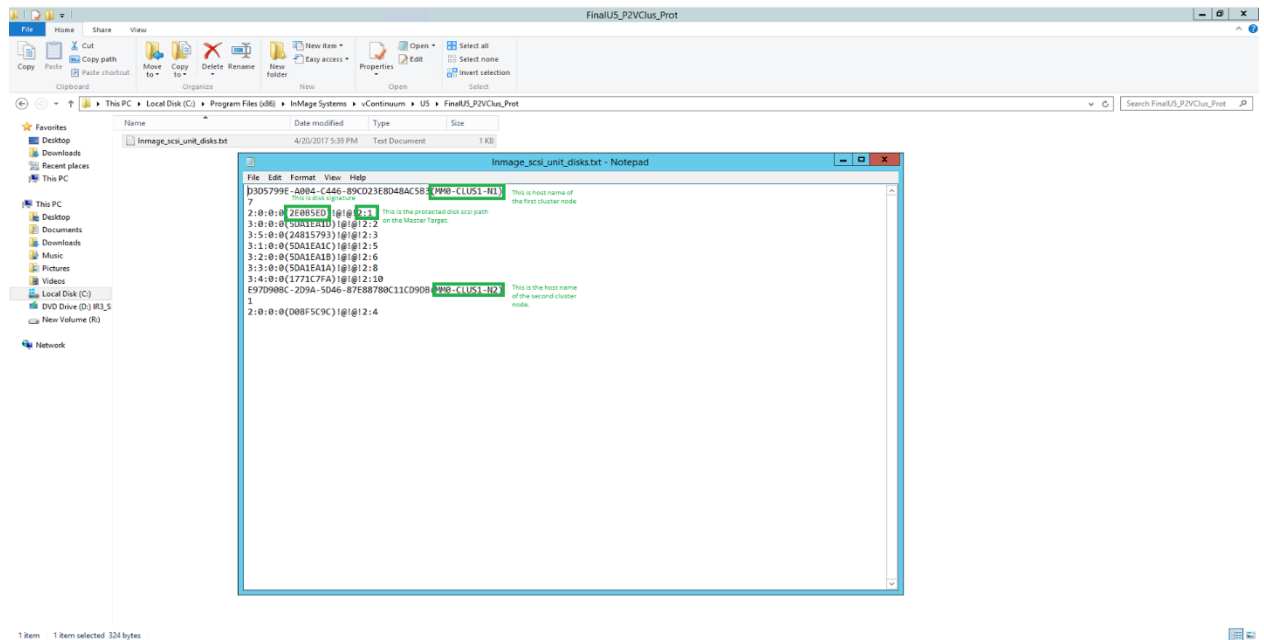 FinalU5_P2VClus_Prot
File Home Share View
Copy Paste
Cut
Copy path
Paste shortcut
Move to
Copy to
Delete Rename
New folder
New item
Easy access
Properties
Open
Edit
Select all
Select none
Invert selection
Clipboard Organize New Open Select
This PC Local Disk (C:) Program Files (x86) InMage Systems vContinuum U5 FinalU5_P2VClus_Prot
Search FinalU5_P2VClus_Prot
Favorites
Desktop
Downloads
Recent places
This PC
This PC
Desktop
Documents
Downloads
Music
Pictures
Videos
Local Disk (C:)
DVD Drive (D:) IR3_S
New Volume (R:)
Network
Name Date modified Type Size
Inmage_scsi_unit_disks.txt 4/20/2017 5:39 PM Text Document 1 KB
Inmage_scsi_unit_disks.txt - Notepad
File Edit Format View Help
D3D5799E-A004-C446-89CD23E8D48AC5B3(MM0-CLUS1-N1)
This is host name of
the first cluster node
7
This is disk signature
2:0:0:0(2E0B5ED)!@!@!2:1
This is the protected disk scsi path
on the Master Target.
3:0:0:0(5DA1EA1D)!@!@!2:2
3:5:0:0(24815793)!@!@!2:3
3:1:0:0(5DA1EA1C)!@!@!2:5
3:2:0:0(5DA1EA1B)!@!@!2:6
3:3:0:0(5DA1EA1A)!@!@!2:8
3:4:0:0(1771C7FA)!@!@!2:10
E97D90BC-2D9A-5D46-87E88780C11CD9DB(MM0-CLUS1-N2)
This is the host name
of the second cluster
node.
1
2:0:0:0(D08F5C9C)!@!@!2:4
1 item 1 item selected 324 bytes